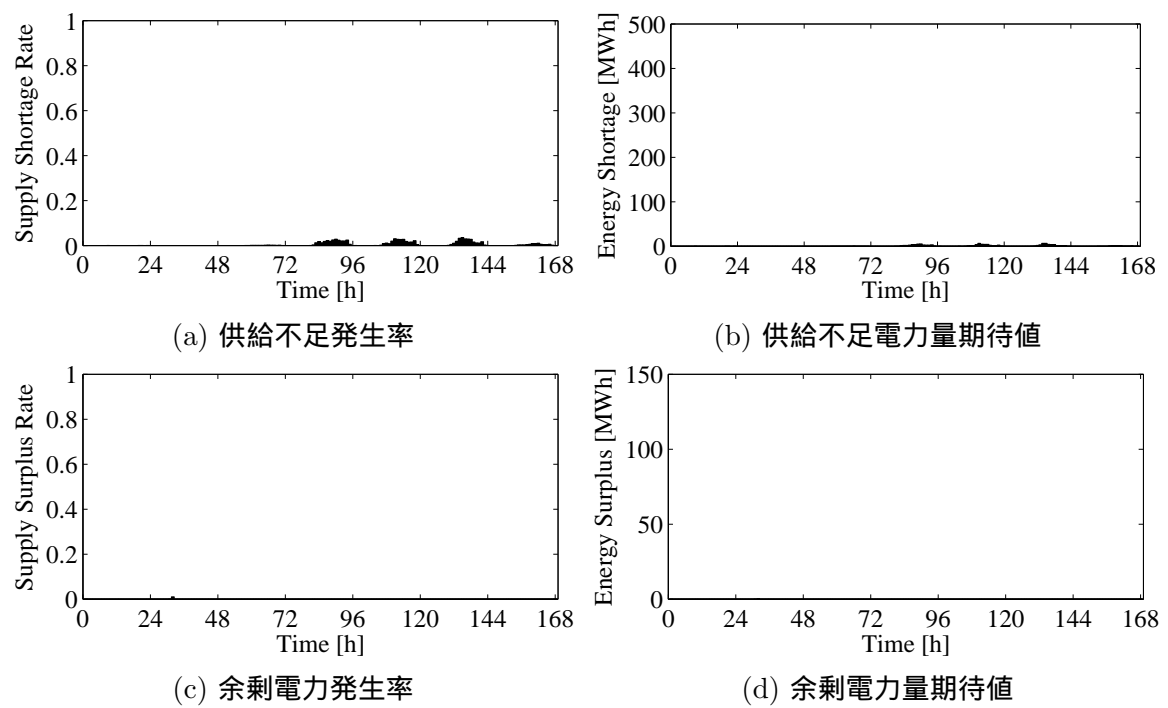 Supply Shortage Rate
1
0.8
0.6
0.4
0.2
0
0 24 48 72 96 120 144 168
Time [h]
(a) 供給不足発生率
Energy Shortage [MWh]
500
400
300
200
100
0
0 24 48 72 96 120 144 168
Time [h]
(b) 供給不足電力量期待値
Supply Surplus Rate
1
0.8
0.6
0.4
0.2
0
0 24 48 72 96 120 144 168
Time [h]
(c) 余剰電力発生率
Energy Surplus [MWh]
150
100
50
0
0 24 48 72 96 120 144 168
Time [h]
(d) 余剰電力量期待値